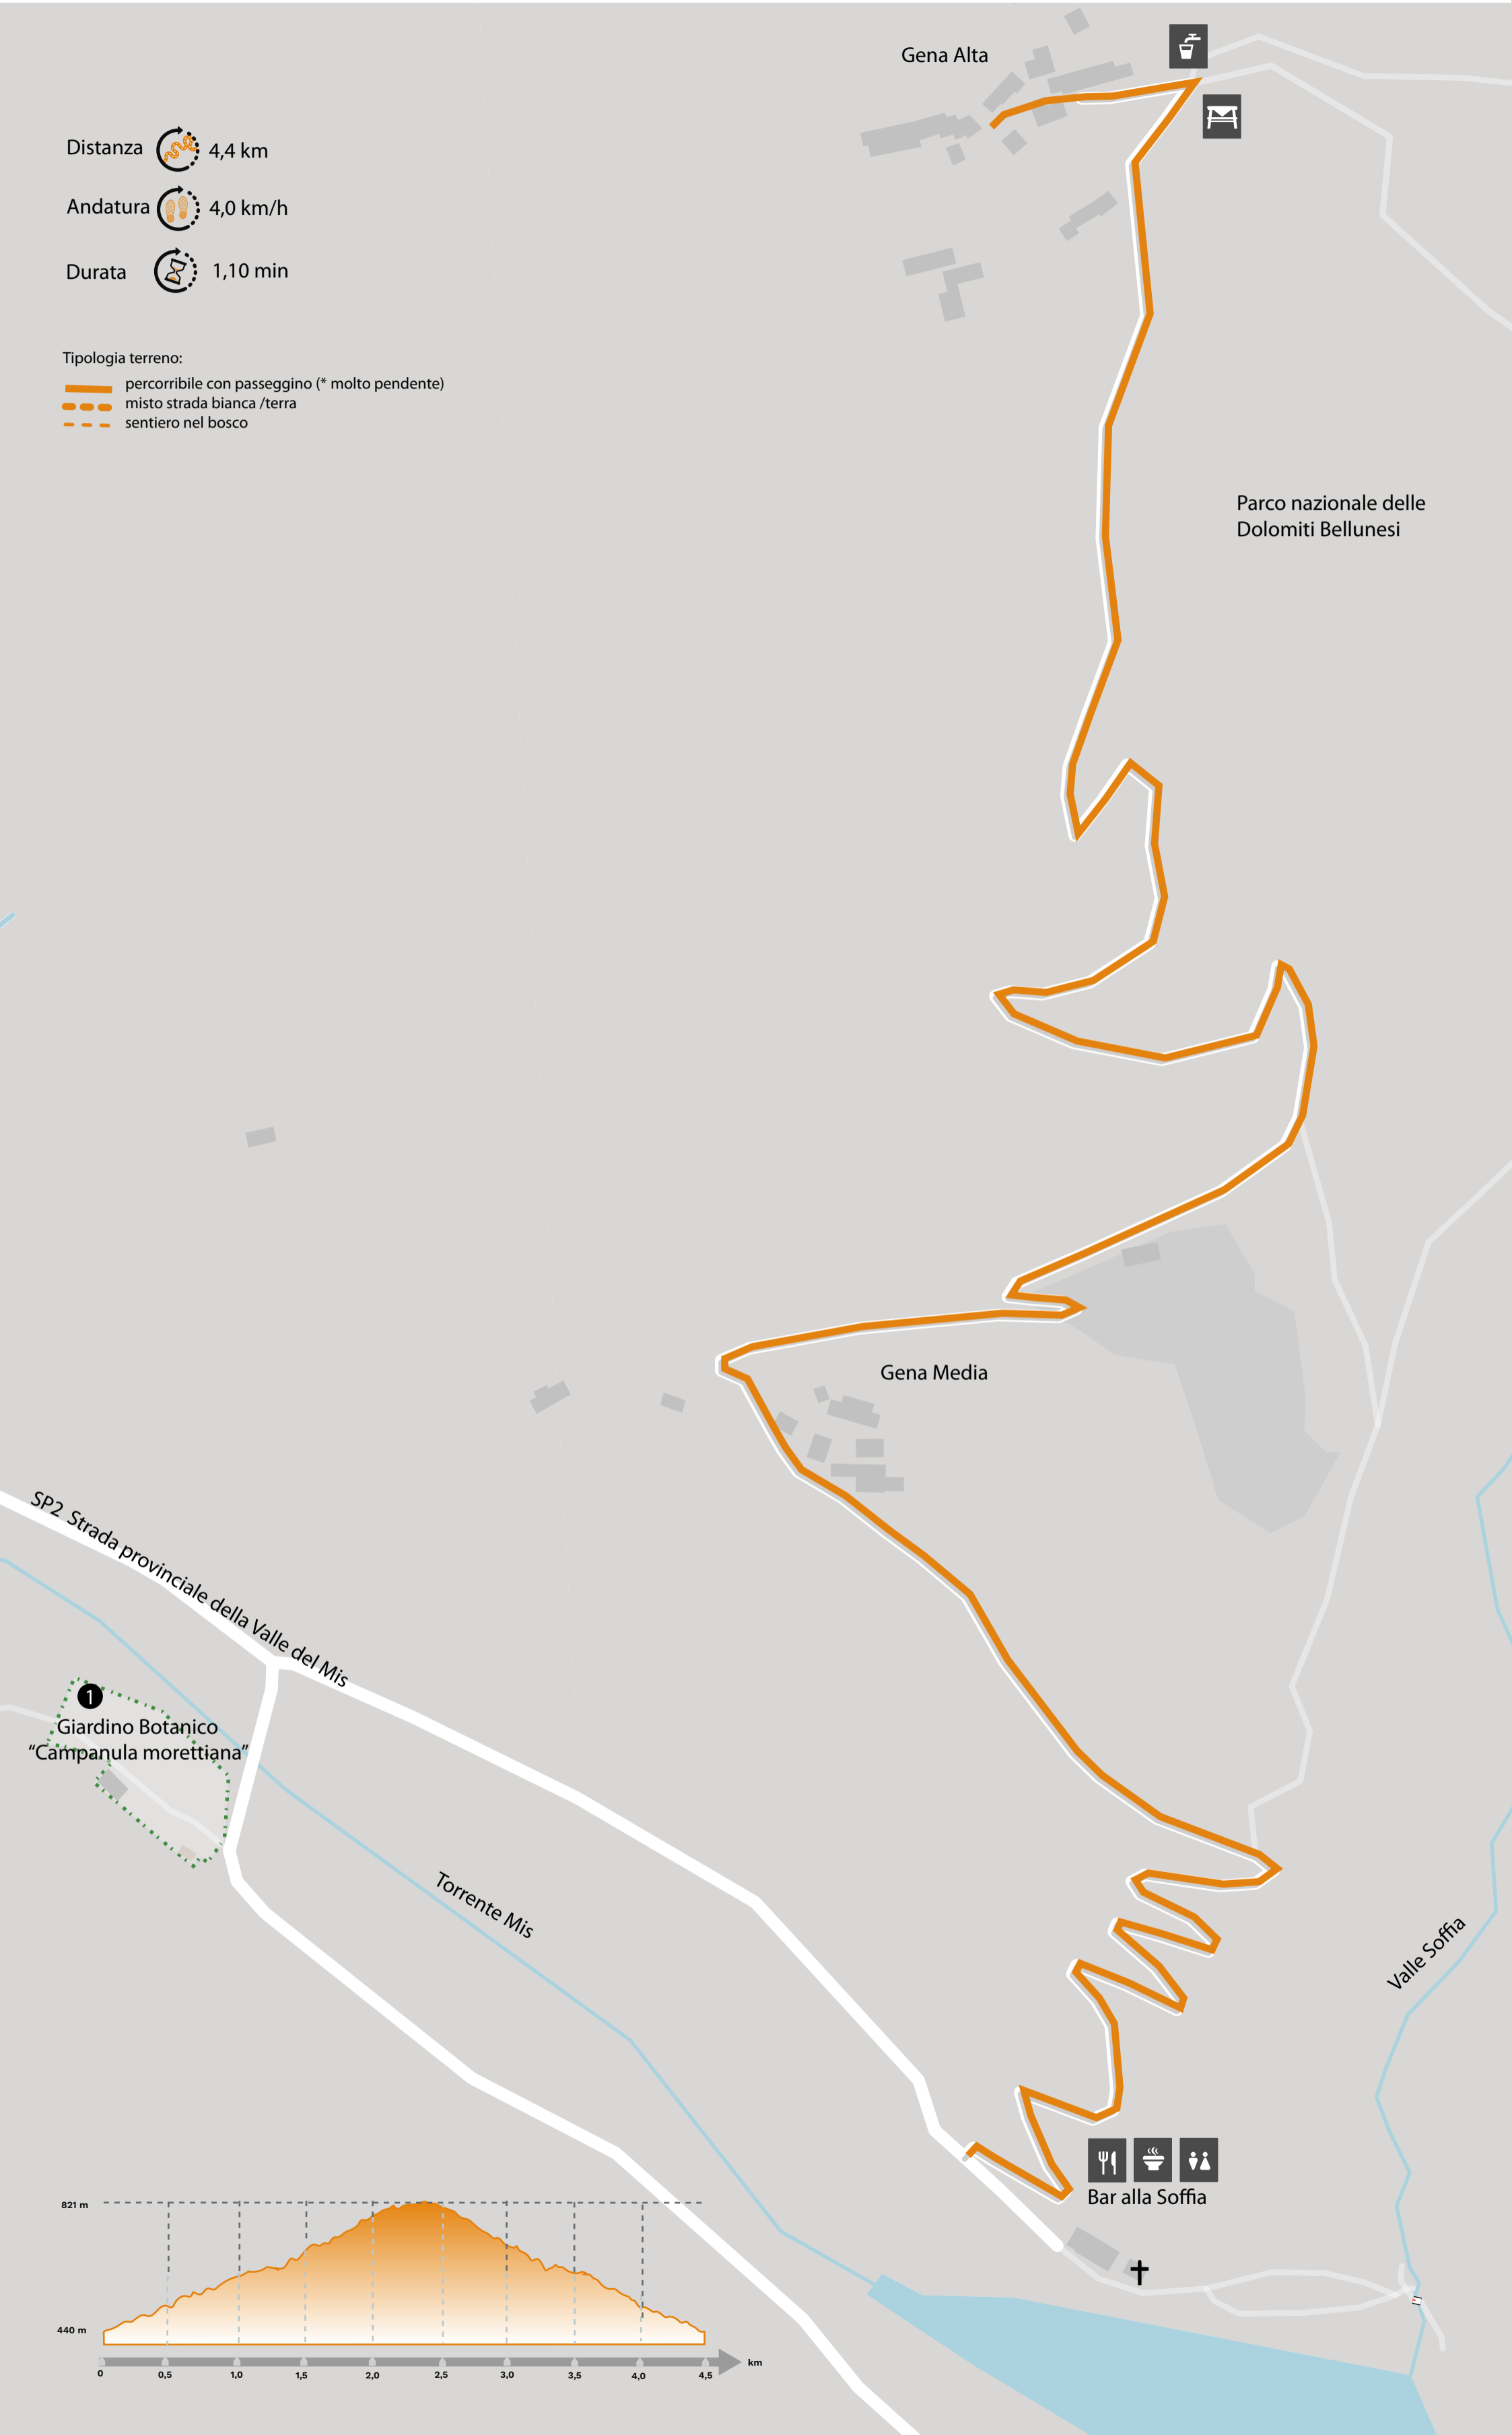 Gena Alta
Distanza 4,4 km
Andatura 4,0 km/h
Durata 1,10 min
Tipologia terreno:
percorribile con passeggino (* molto pendente)
misto strada bianca /terra
sentiero nel bosco
Parco nazionale delle
Dolomiti Bellunesi
Gena Media
SP2 Strada provinciale della Valle del Mis
1
Giardino Botanico
“Campanula morettiana”
Torrente Mis
Valle Soffia
Bar alla Soffia
821 m
440 m
km
0 0,5 1,0 1,5 2,0 2,5 3,0 3,5 4,0 4,5